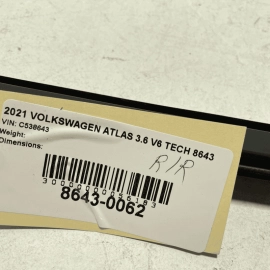 2021 VOLKSWAGEN ATLAS 3.6 V6 TECH 8643
VIN: C538643
Weight:
Dimensions:
R/R
8643-0062